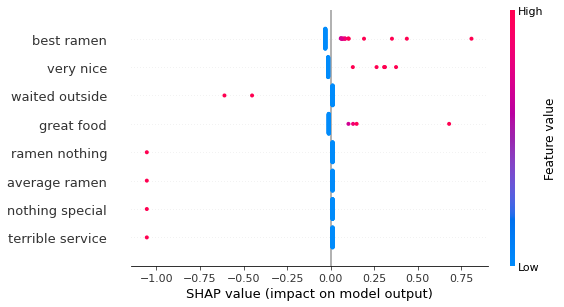 High
best ramen
very nice
waited outside
great food
ramen nothing
average ramen
nothing special
terrible service
Feature value
Low
−1.00 −0.75 −0.50 −0.25 0.00 0.25 0.50 0.75
SHAP value (impact on model output)